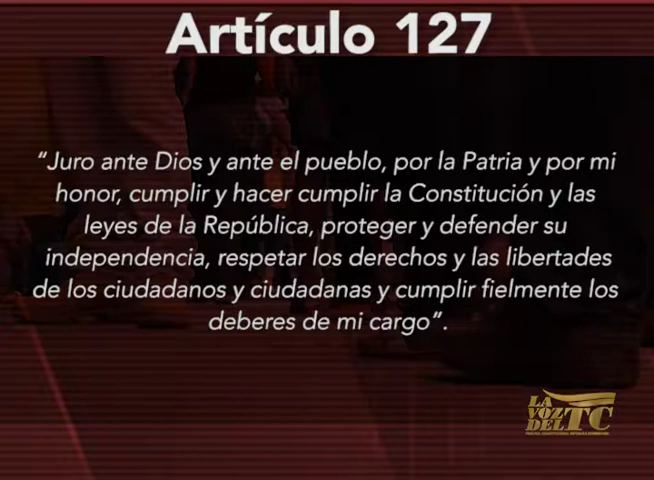 Artículo 127
“Juro ante Dios y ante el pueblo, por la Patria y por mi
honor, cumplir y hacer cumplir la Constitución y las
leyes de la República, proteger y defender su
independencia, respetar los derechos y las libertades
de los ciudadanos y ciudadanas y cumplir fielmente los
deberes de mi cargo”.
LA
VOZ
DEL TC